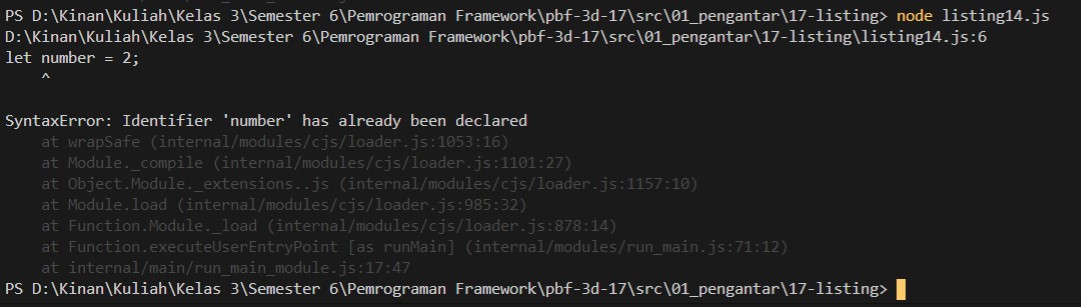 PS D:\Kinan\Kuliah\Kelas 3\Semester 6\Pemrograman Framework\pbf-3d-17\src\01_pengantar\17-listing> node listing14.js
D:\Kinan\Kuliah\Kelas 3\Semester 6\Pemrograman Framework\pbf-3d-17\src\01_pengantar\17-listing\listing14.js:6
let number = 2;
    ^
SyntaxError: Identifier 'number' has already been declared
    at wrapSafe (internal/modules/cjs/loader.js:1053:16)
    at Module._compile (internal/modules/cjs/loader.js:1101:27)
    at Object.Module._extensions..js (internal/modules/cjs/loader.js:1157:10)
    at Module.load (internal/modules/cjs/loader.js:985:32)
    at Function.Module._load (internal/modules/cjs/loader.js:878:14)
    at Function.executeUserEntryPoint [as runMain] (internal/modules/run_main.js:71:12)
    at internal/main/run_main_module.js:17:47
PS D:\Kinan\Kuliah\Kelas 3\Semester 6\Pemrograman Framework\pbf-3d-17\src\01_pengantar\17-listing>